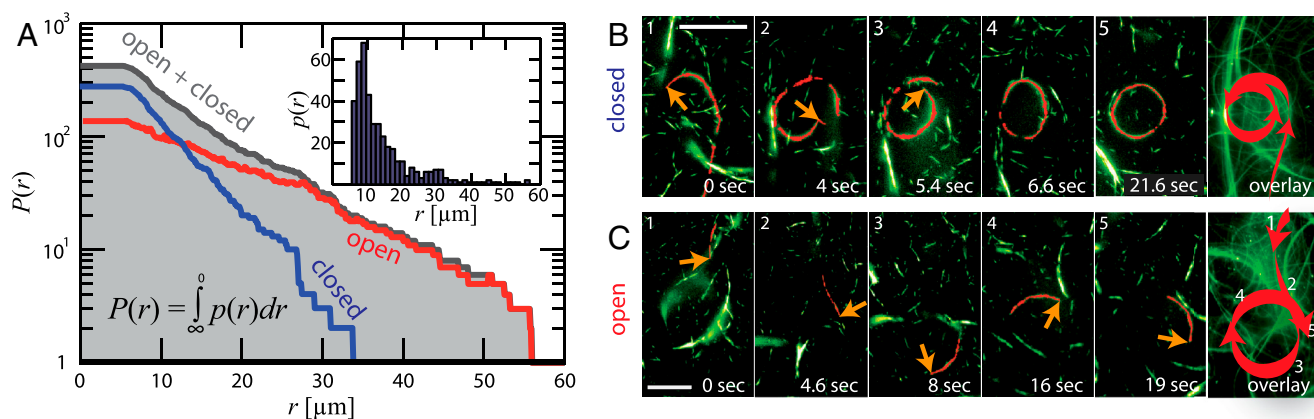 A
P(r)
10³
10²
10¹
1
0
10
20
30
40
50
60
r [μm]
open + closed
open
closed
P(r) = ∫ p(r)dr
0
∞
p(r)
60
40
20
10
20
30
40
50
60
r [μm]
B
closed
1
0 sec
2
4 sec
3
5.4 sec
4
6.6 sec
5
21.6 sec
overlay
C
open
1
0 sec
2
4.6 sec
3
8 sec
4
16 sec
5
19 sec
1
2
4
5
3
overlay